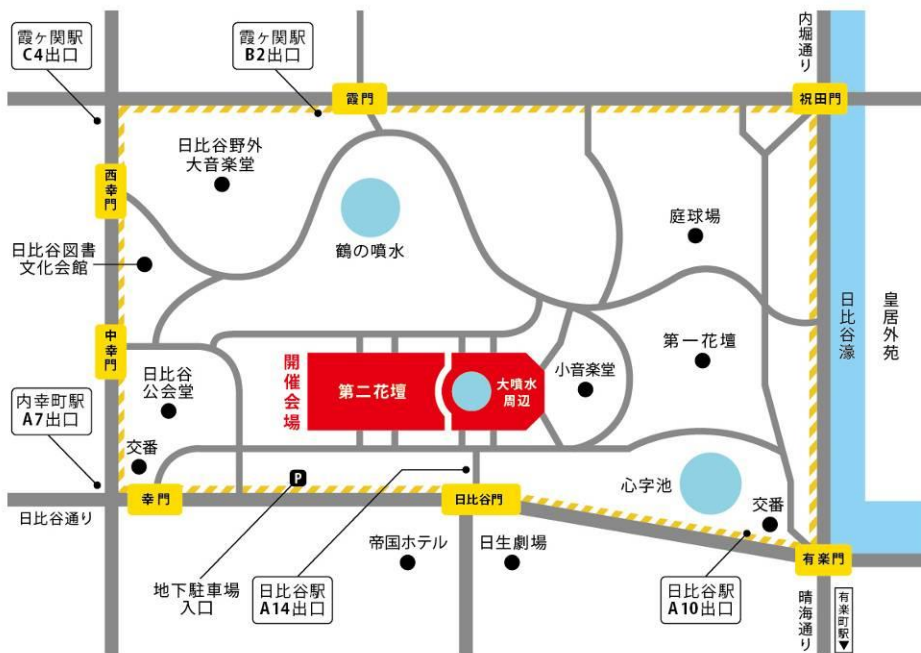 霞ヶ関駅
C4出口
霞ヶ関駅
B2出口
内堀通り
霞門
祝田門
日比谷野外
大音楽堂
西幸門
鶴の噴水
庭球場
日比谷図書
文化会館
日比谷濠
皇居外苑
中幸門
開催会場
第二花壇
大噴水
周辺
小音楽堂
第一花壇
日比谷
公会堂
内幸町駅
A7出口
交番
P
心字池
交番
日比谷通り
幸門
日比谷門
有楽門
帝国ホテル
日生劇場
地下駐車場
入口
日比谷駅
A14出口
日比谷駅
A10出口
晴海通り
有楽町駅▼